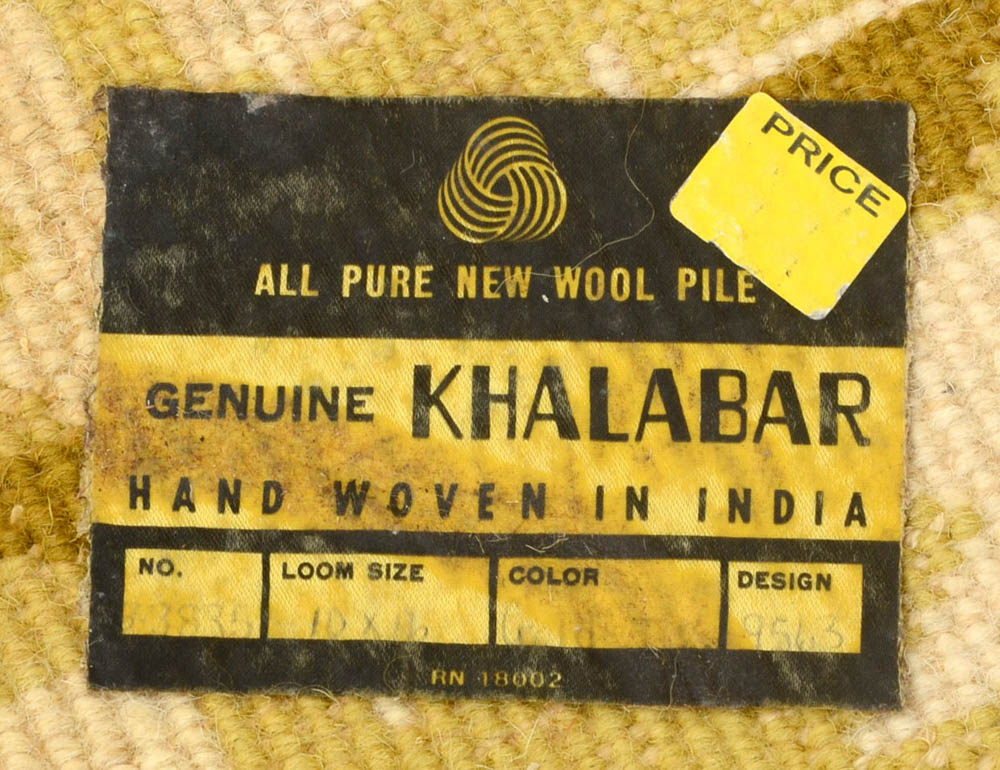 PRICE
ALL PURE NEW WOOL PILE
GENUINE KHALABAR
HAND WOVEN IN INDIA
NO. LOOM SIZE COLOR DESIGN
9563
RN 18002